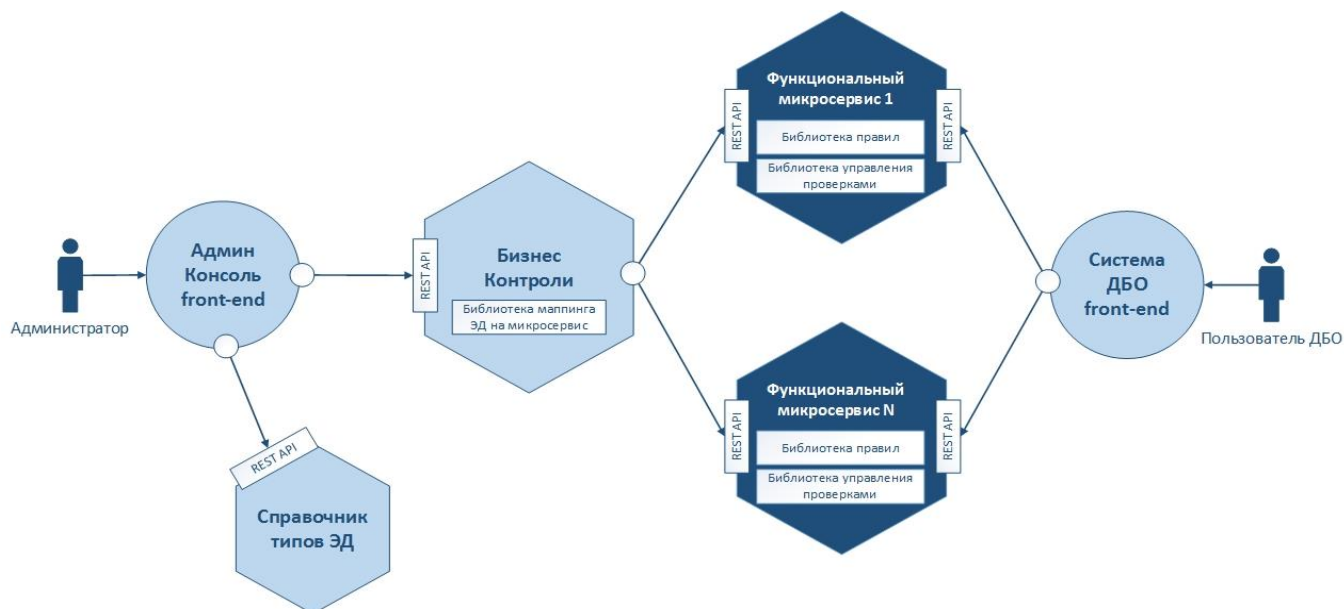 Администратор
Админ
Консоль
front-end
REST API
Справочник
типов ЭД
REST API
Бизнес
Контроли
Библиотека маппинга
ЭД на микросервис
Функциональный
микросервис 1
REST API
Библиотека правил
Библиотека управления
проверками
REST API
Функциональный
микросервис N
REST API
Библиотека правил
Библиотека управления
проверками
REST API
Система
ДБО
front-end
Пользователь ДБО